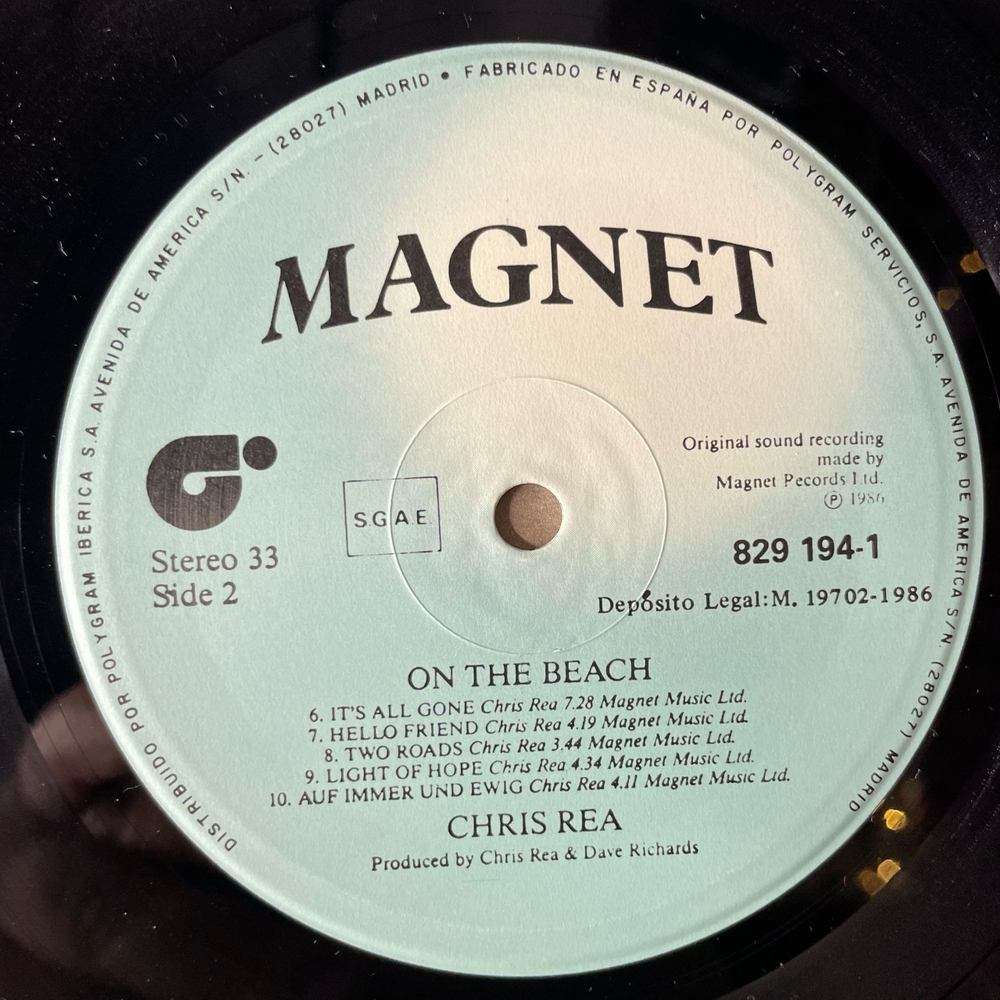 DISTRIBUIDO POR POLYGRAM IBERICA S.A. AVENIDA DE AMERICA S/N. - (28027) MADRID • FABRICADO EN ESPAÑA POR POLYGRAM SERVICIOS, S.A. AVENIDA DE AMERICA S/N. (28027) MADRID
MAGNET
Original sound recording
made by
Magnet Pecords Ltd.
Ⓟ 1986
S.G.A.E.
829 194-1
Stereo 33
Side 2
Depósito Legal:M. 19702-1986
ON THE BEACH
6. IT'S ALL GONE Chris Rea 7.28 Magnet Music Ltd.
7. HELLO FRIEND Chris Rea 4.19 Magnet Music Ltd.
8. TWO ROADS Chris Rea 3.44 Magnet Music Ltd.
9. LIGHT OF HOPE Chris Rea 4.34 Magnet Music Ltd.
10. AUF IMMER UND EWIG Chris Rea 4.11 Magnet Music Ltd.
CHRIS REA
Produced by Chris Rea & Dave Richards